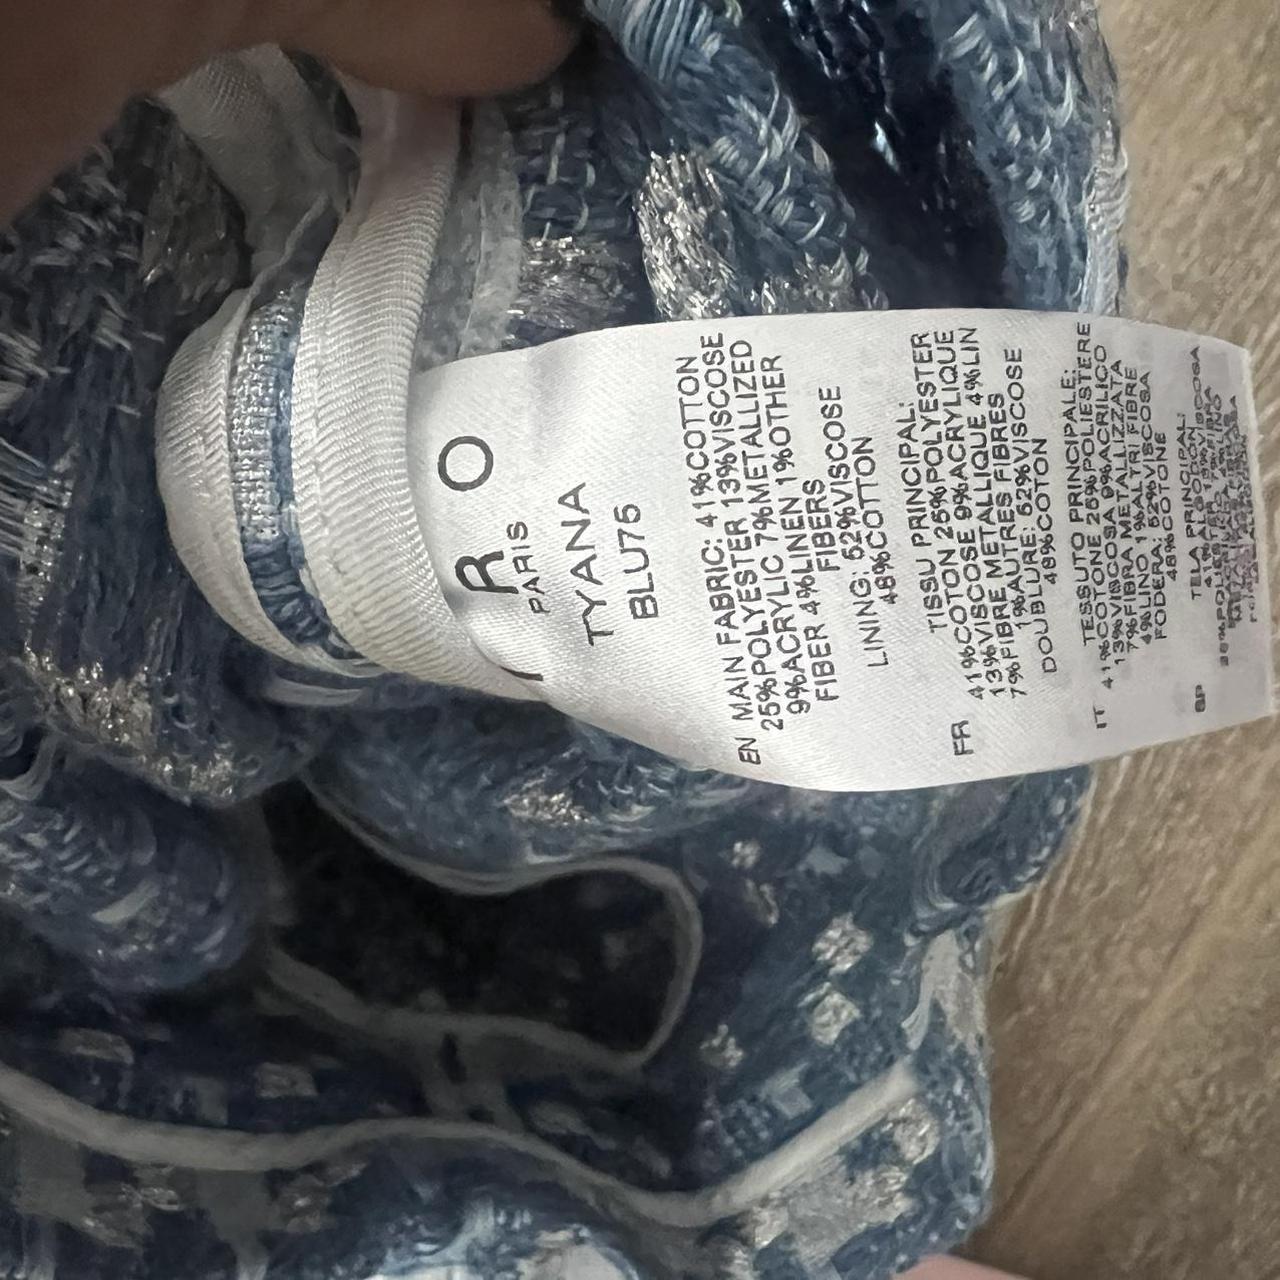 R O
PARIS
TYANA
BLU75
EN MAIN FABRIC: 41%COTTON
25%POLYESTER 13%VISCOSE
9%ACRYLIC 7%METALLIZED
FIBER 4%LINEN 1%OTHER
FIBERS
LINING: 52%VISCOSE
48%COTTON
TISSU PRINCIPAL:
FR 41%COTON 25%POLYESTER
13%VISCOSE 9%ACRYLIQUE
7%FIBRE METALLIQUE 4%LIN
1%AUTRES FIBRES
DOUBLURE: 52%VISCOSE
48%COTON
TESSUTO PRINCIPALE:
IT 41%COTONE 25%POLIESTERE
13%VISCOSA 9%ACRILICO
7%FIBRA METALLIZZATA
4%LINO 1%ALTRI FIBRE
FODERA: 52%VISCOSA
48%COTONE
TELA PRINCIPAL:
SP 41%ALGODON